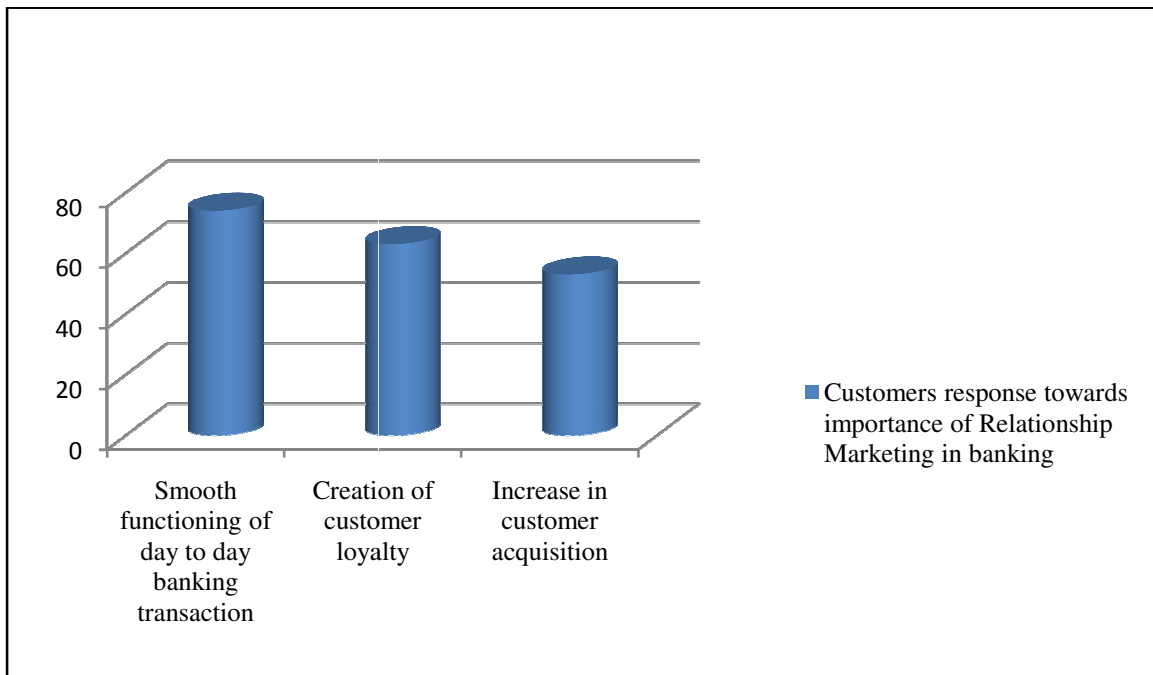 80
60
40
20
0
Smooth
functioning of
day to day
banking
transaction
Creation of
customer
loyalty
Increase in
customer
acquisition
Customers response towards
importance of Relationship
Marketing in banking